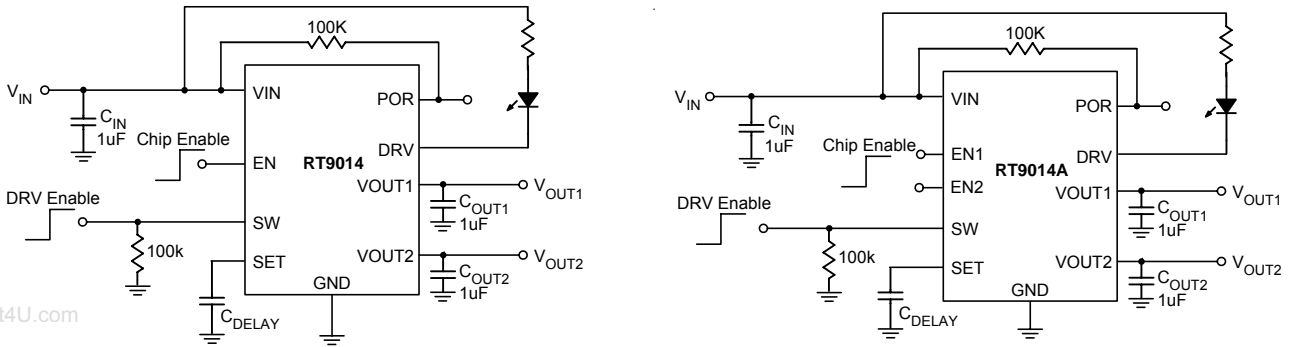 100K
V_IN
VIN
POR
C_IN
1uF
Chip Enable
DRV
EN
RT9014
VOUT1
V_OUT1
DRV Enable
C_OUT1
1uF
SW
100k
VOUT2
V_OUT2
SET
C_OUT2
1uF
GND
C_DELAY
t4U.com
100K
V_IN
VIN
POR
C_IN
1uF
Chip Enable
EN1
DRV
RT9014A
EN2
VOUT1
V_OUT1
DRV Enable
C_OUT1
1uF
SW
100k
VOUT2
V_OUT2
SET
C_OUT2
1uF
GND
C_DELAY